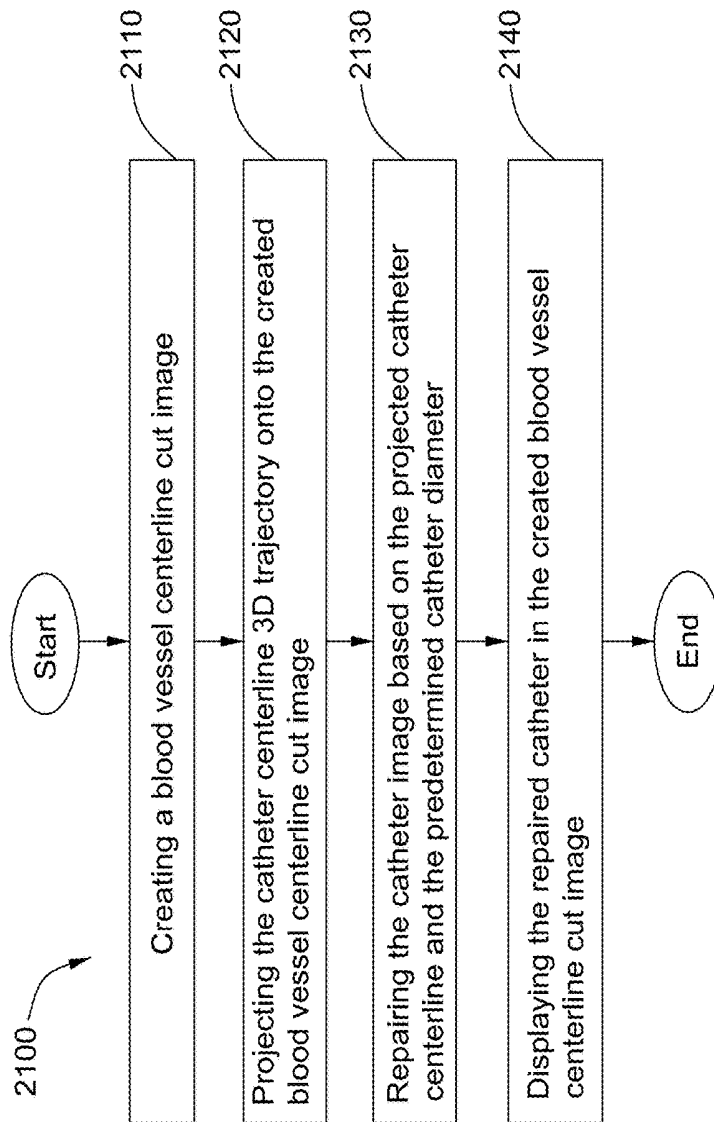 2100
Start
Creating a blood vessel centerline cut image
2110
Projecting the catheter centerline 3D trajectory onto the created
blood vessel centerline cut image
2120
Repairing the catheter image based on the projected catheter
centerline and the predetermined catheter diameter
2130
Displaying the repaired catheter in the created blood vessel
centerline cut image
2140
End